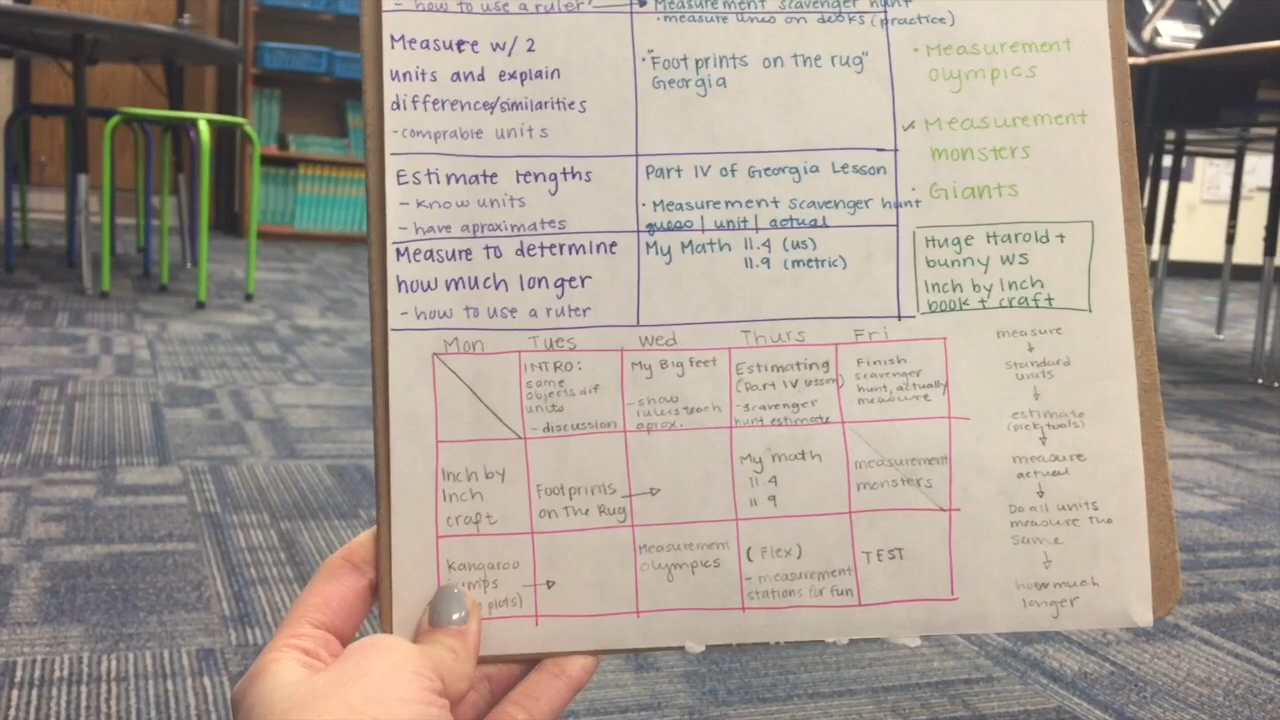 - how to use a ruler
Measurement scavenger hunt
• measure lines on desks (practice)
Measure w/ 2
units and explain
difference/similarities
- comprable units
• "Foot prints on the rug"
Georgia
Estimate lengths
- know units
- have aproximates
Part IV of Georgia Lesson
• Measurement scavenger hunt
guess | unit | actual
Measure to determine
how much longer
- how to use a ruler
My Math 11.4 (us)
11.9 (metric)
• Measurement
olympics
✓ Measurement
monsters
• Giants
Huge Harold +
bunny WS
Inch by Inch
book + craft
Mon Tues Wed Thurs Fri
INTRO:
same
objects dif
units
- discussion
My Big feet
- show
rulers teach
aprox.
Estimating
(Part IV lesson)
- scavenger
hunt estimate
Finish
scavenger
hunt, actually
measure
Inch by
Inch
craft
Footprints →
on The Rug
My math
11 4
11 9
measurement
monsters
Kangaroo
jumps →
plots)
Measurement
olympics
(Flex)
- measurement
stations for fun
TEST
measure
↓
Standard
units
↓
estimate
(pick tools)
↓
measure
actual
↓
Do all units
measure the
same
↓
how much
longer